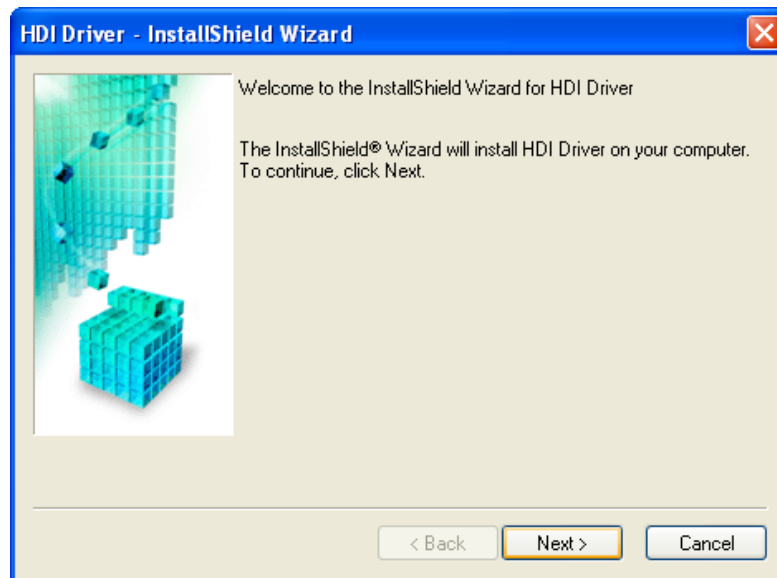 HDI Driver - InstallShield Wizard
Welcome to the InstallShield Wizard for HDI Driver
The InstallShield® Wizard will install HDI Driver on your computer.
To continue, click Next.
< Back
Next >
Cancel